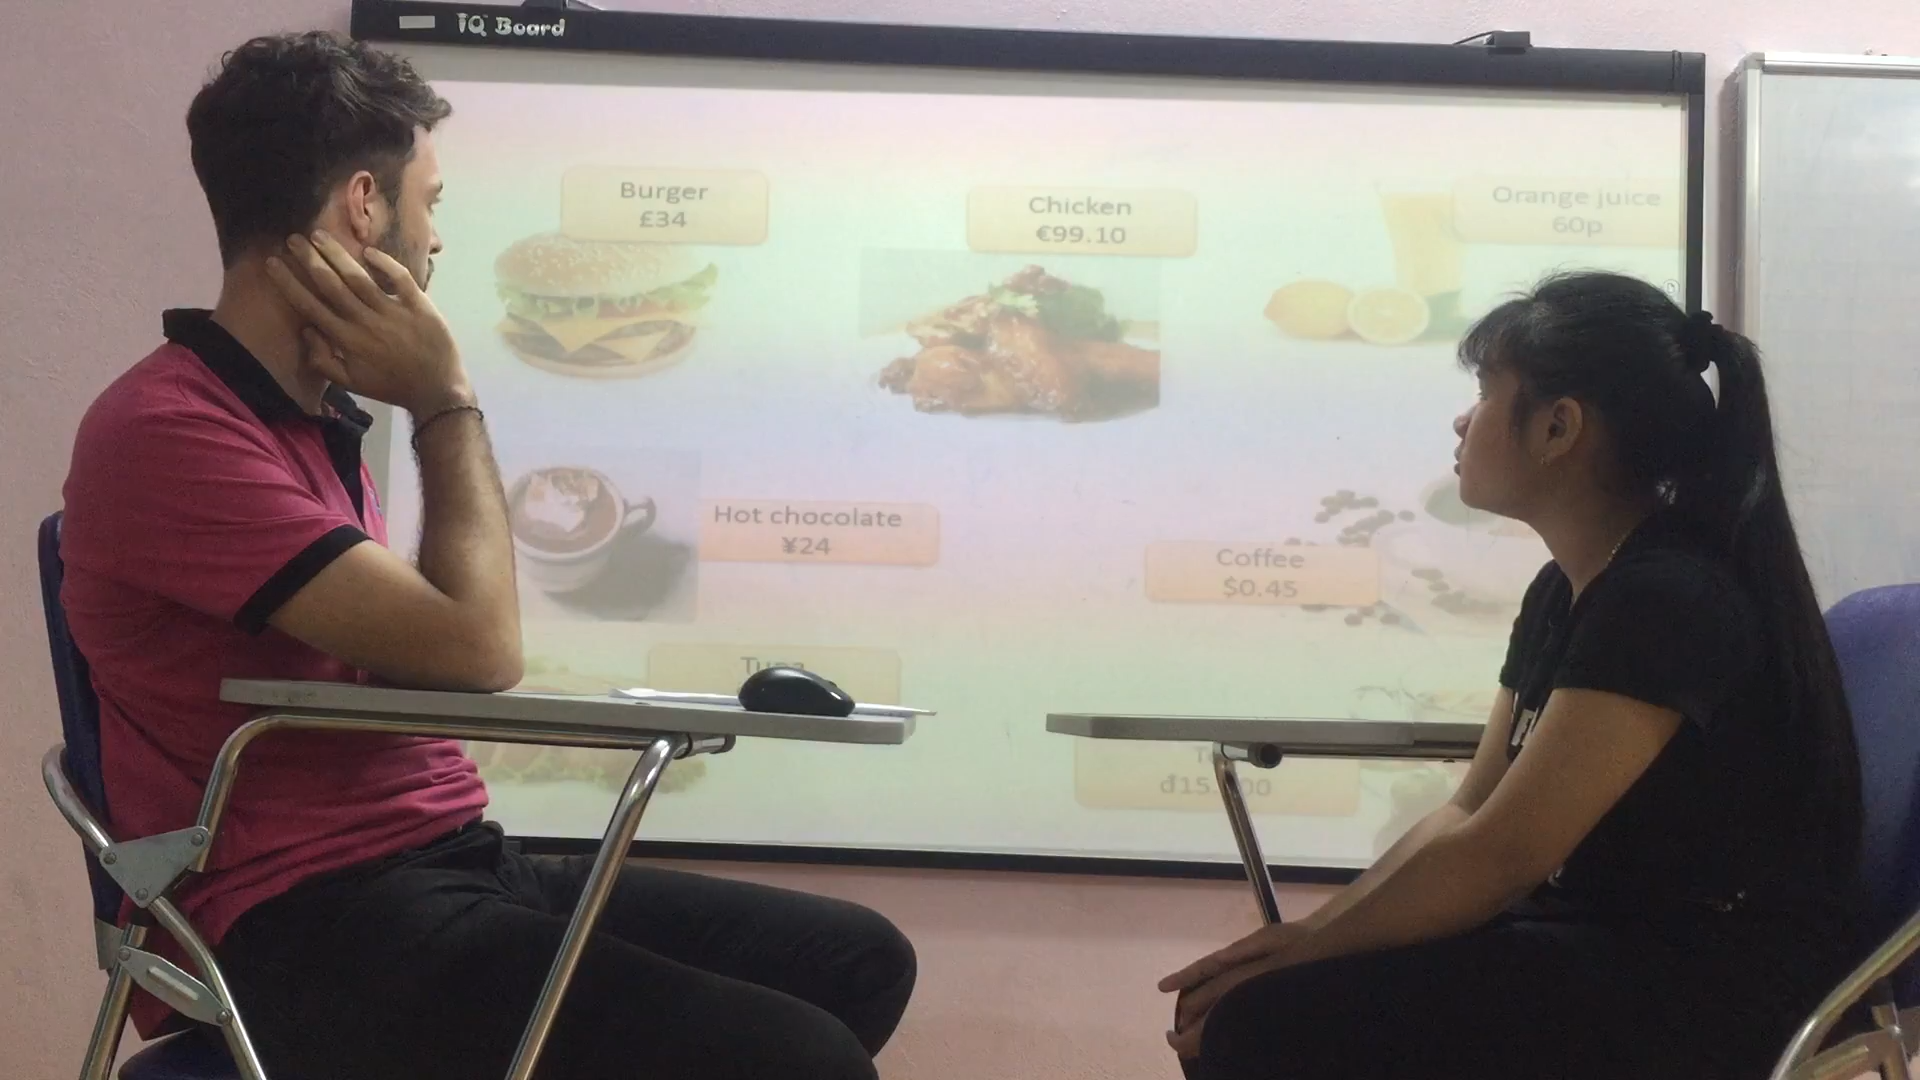 iQ Board
Burger
£34
Chicken
€99.10
Orange juice
60p
Hot chocolate
¥24
Coffee
$0.45